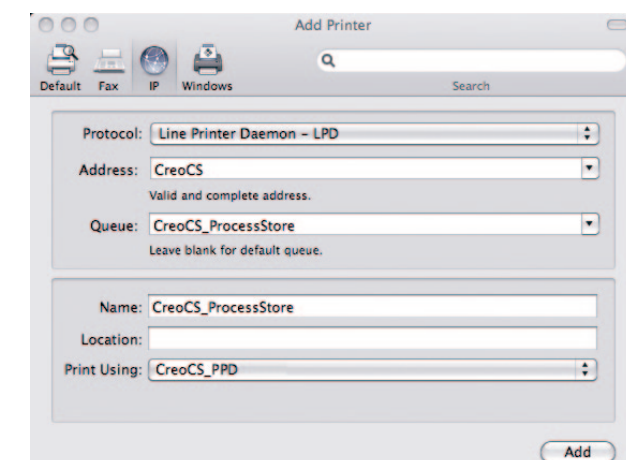 Add Printer
Default Fax IP Windows Search
Protocol: Line Printer Daemon – LPD
Address: CreoCS
Valid and complete address.
Queue: CreoCS_ProcessStore
Leave blank for default queue.
Name: CreoCS_ProcessStore
Location:
Print Using: CreoCS_PPD
Add